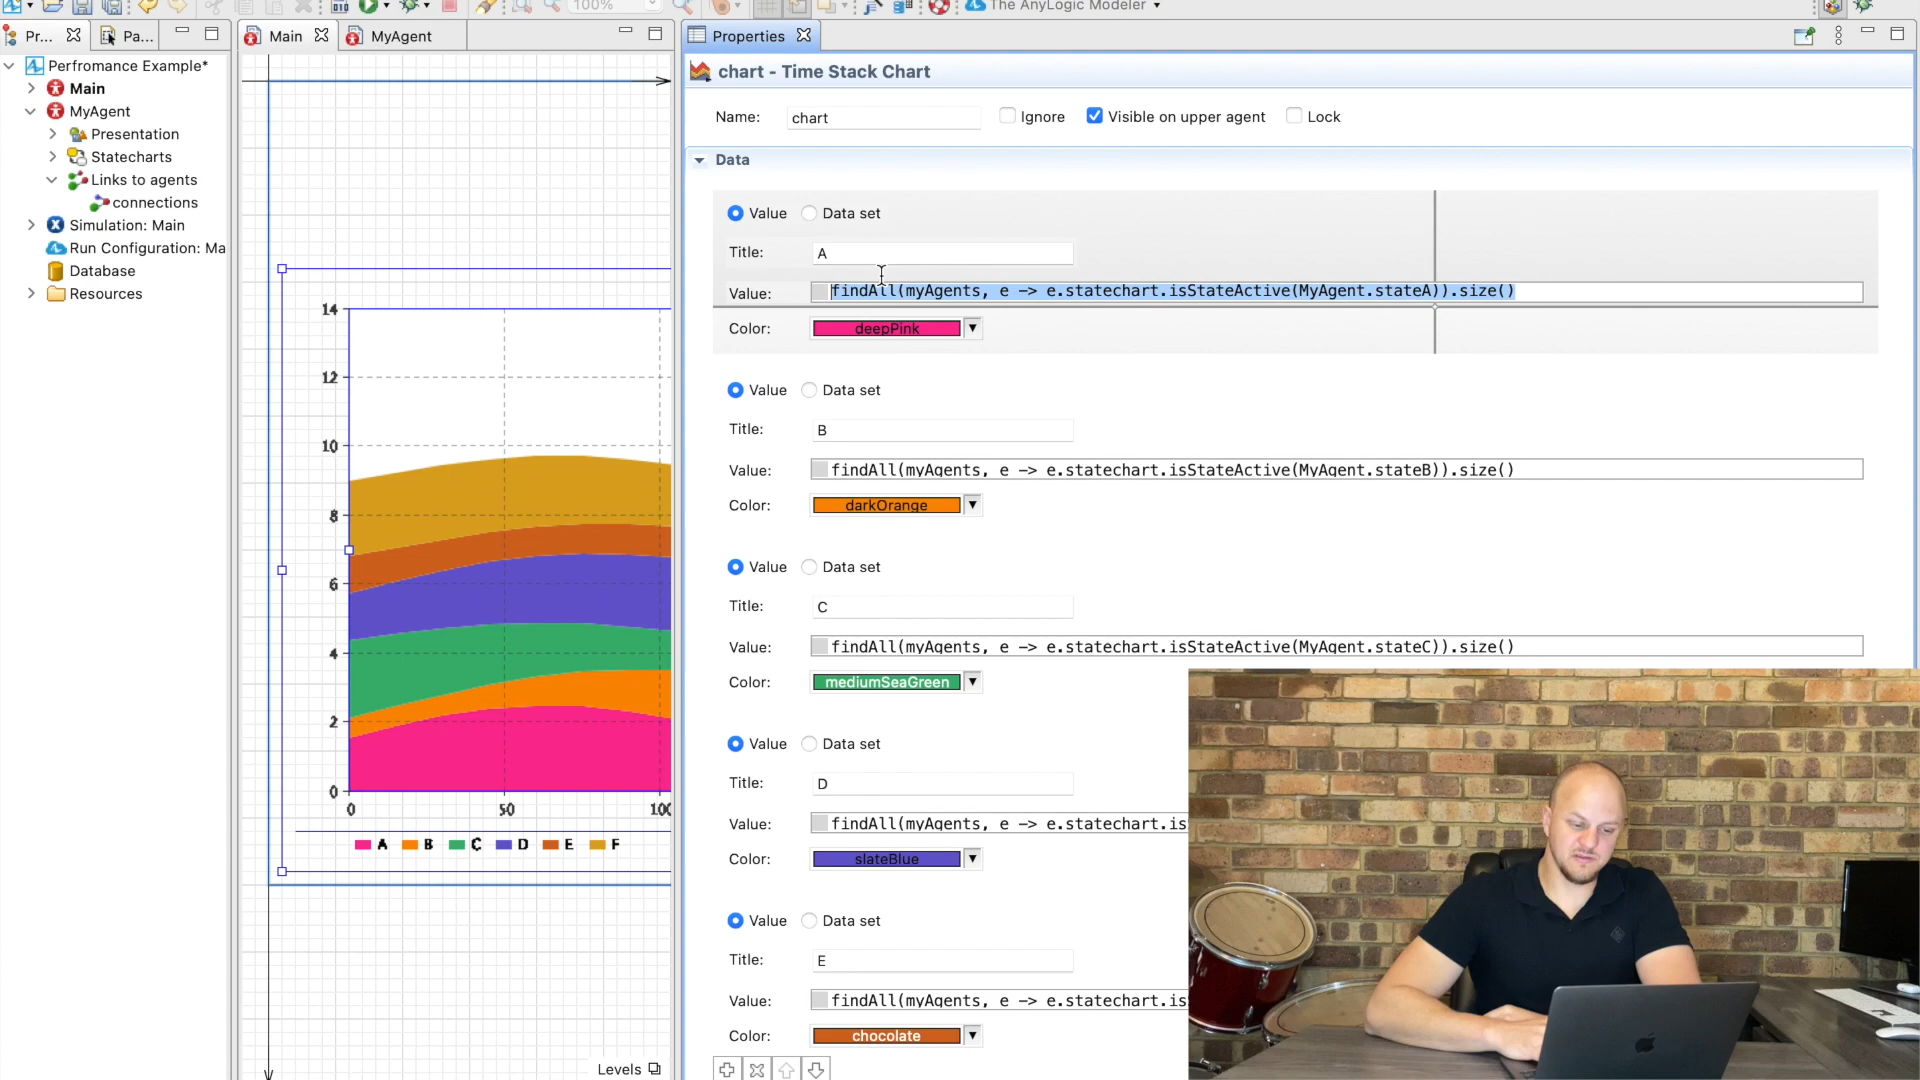 100%
The AnyLogic Modeler
Pr...
Pa...
Main
MyAgent
Properties
Perfromance Example*
Main
MyAgent
Presentation
Statecharts
Links to agents
connections
Simulation: Main
Run Configuration: Ma
Database
Resources
14
12
10
8
6
4
2
0
0
50
100
A B C D E F
Levels
chart - Time Stack Chart
Name: chart Ignore Visible on upper agent Lock
Data
Value Data set
Title: A
Value: findAll(myAgents, e -> e.statechart.isStateActive(MyAgent.stateA)).size()
Color: deepPink
Value Data set
Title: B
Value: findAll(myAgents, e -> e.statechart.isStateActive(MyAgent.stateB)).size()
Color: darkOrange
Value Data set
Title: C
Value: findAll(myAgents, e -> e.statechart.isStateActive(MyAgent.stateC)).size()
Color: mediumSeaGreen
Value Data set
Title: D
Value: findAll(myAgents, e -> e.statechart.is
Color: slateBlue
Value Data set
Title: E
Value: findAll(myAgents, e -> e.statechart.is
Color: chocolate